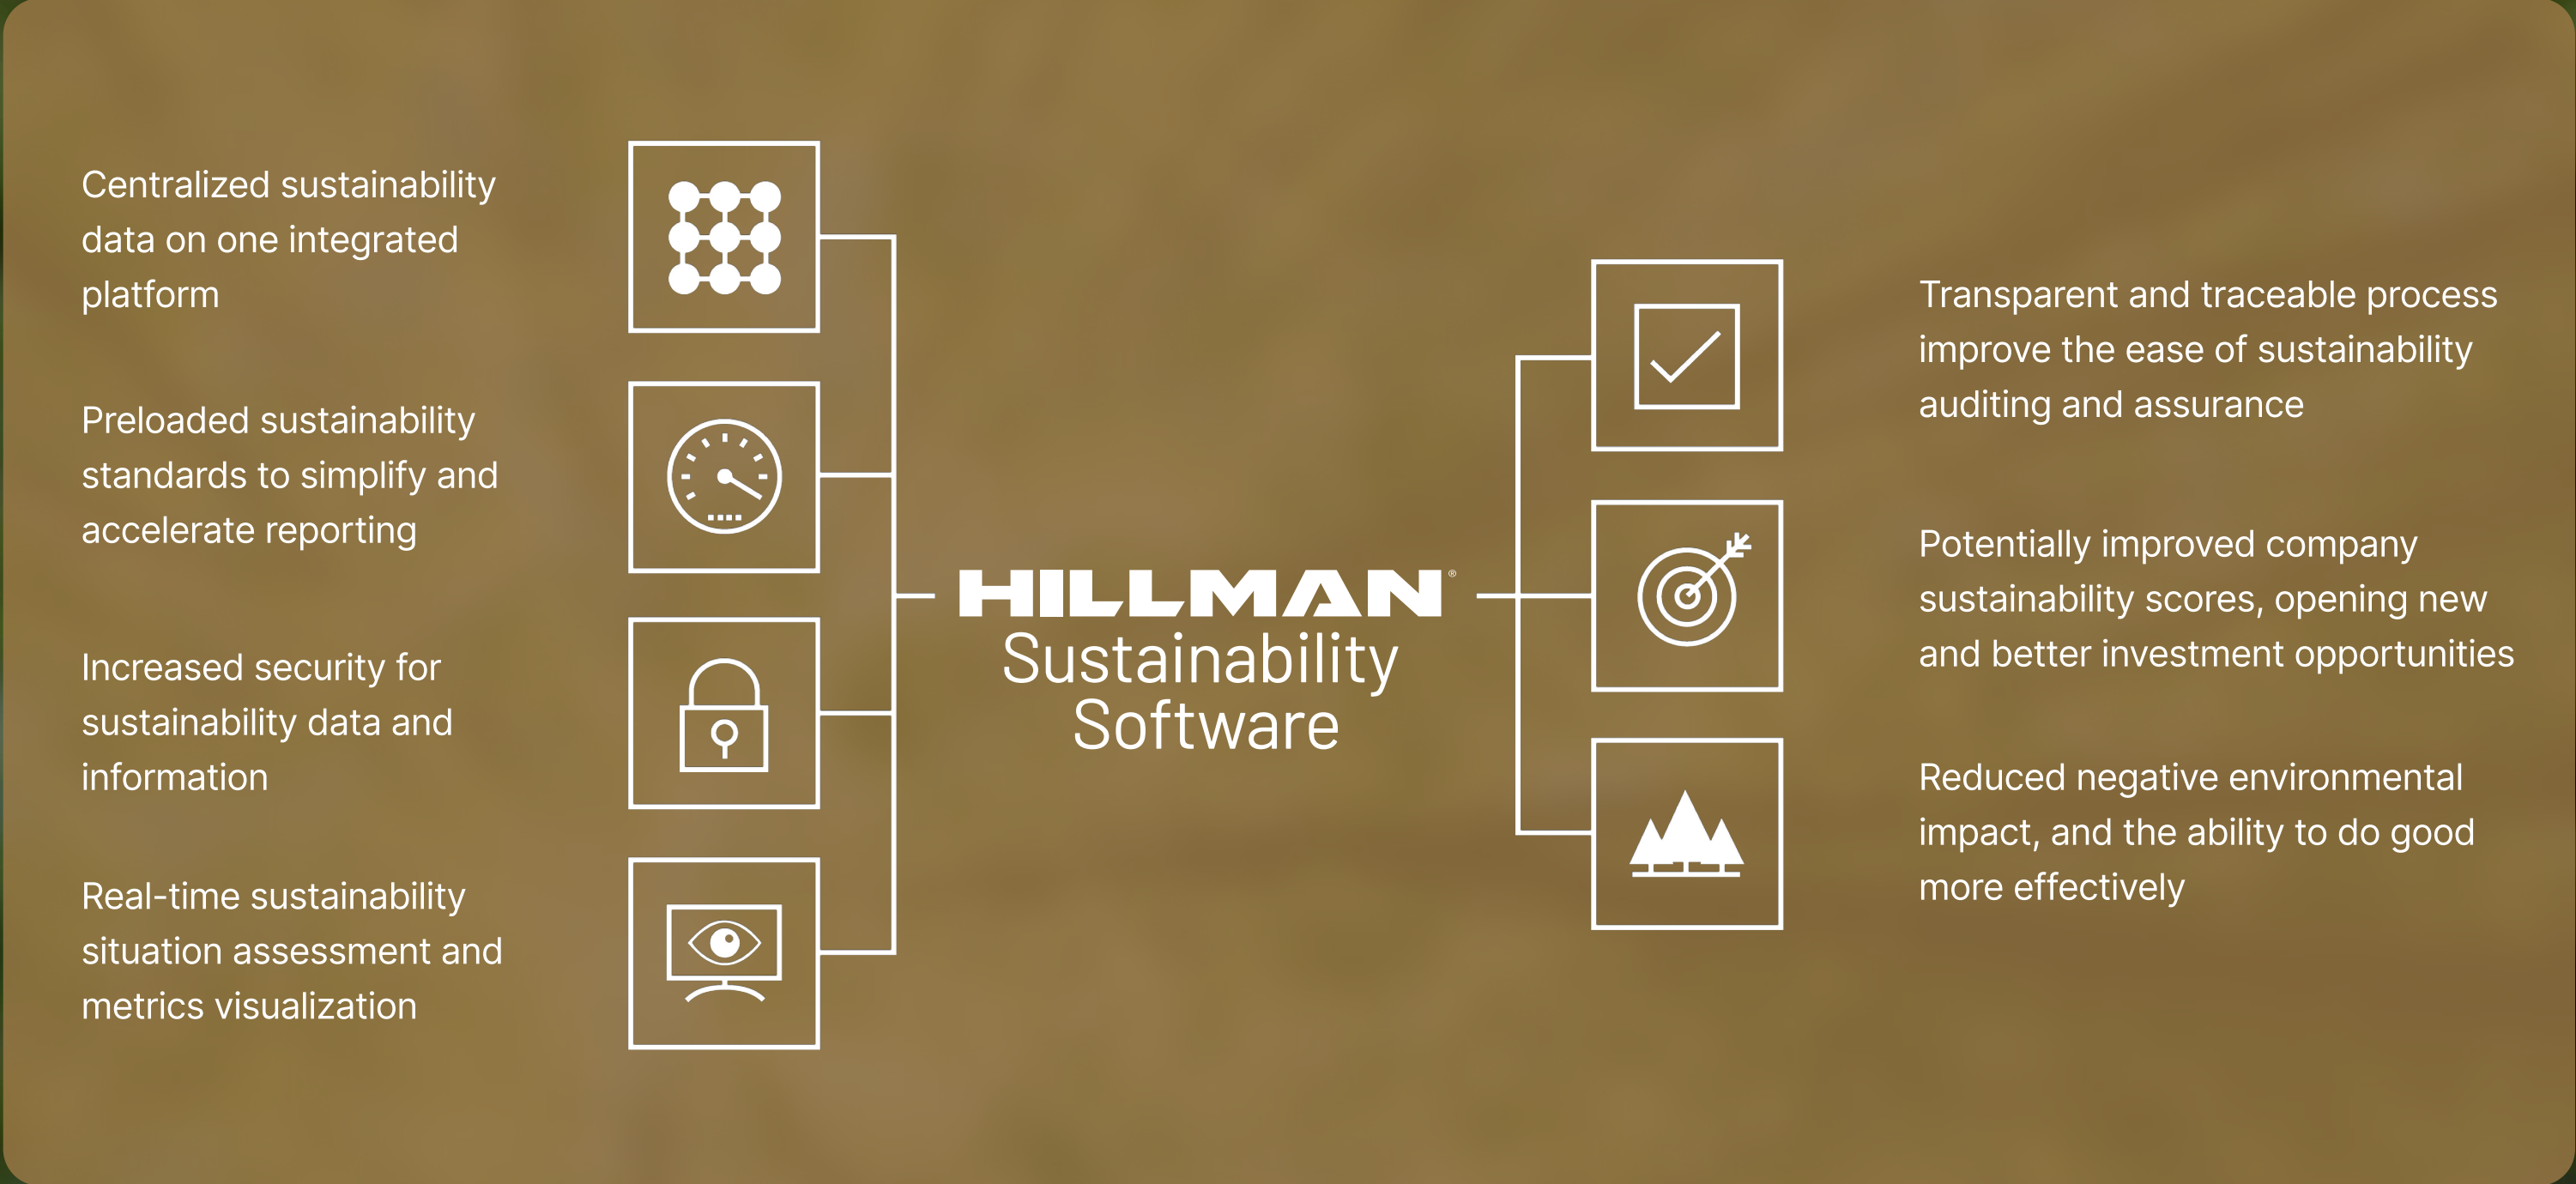 Centralized sustainability
data on one integrated
platform
Preloaded sustainability
standards to simplify and
accelerate reporting
Increased security for
sustainability data and
information
Real-time sustainability
situation assessment and
metrics visualization
HILLMAN®
Sustainability
Software
Transparent and traceable process
improve the ease of sustainability
auditing and assurance
Potentially improved company
sustainability scores, opening new
and better investment opportunities
Reduced negative environmental
impact, and the ability to do good
more effectively